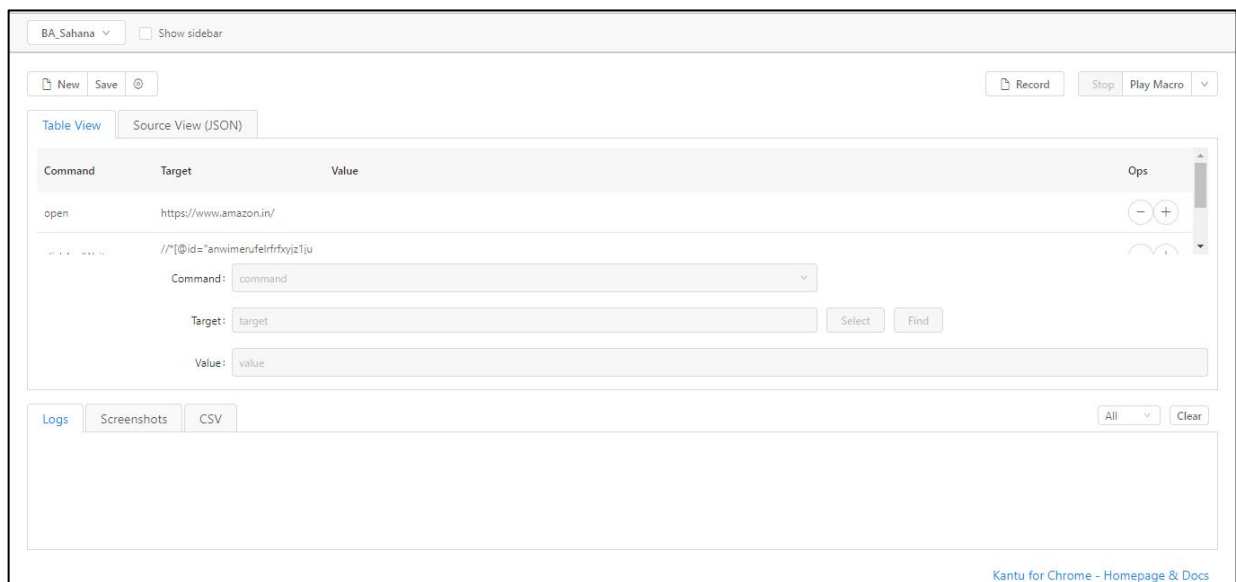 BA_Sahana Show sidebar
New Save Record Stop Play Macro
Table View Source View (JSON)
Command Target Value Ops
open https://www.amazon.in/
//*[@id="anwimerufelrfrfxyjz1ju
Command: command
Target: target Select Find
Value: value
Logs Screenshots CSV All Clear
Kantu for Chrome - Homepage & Docs